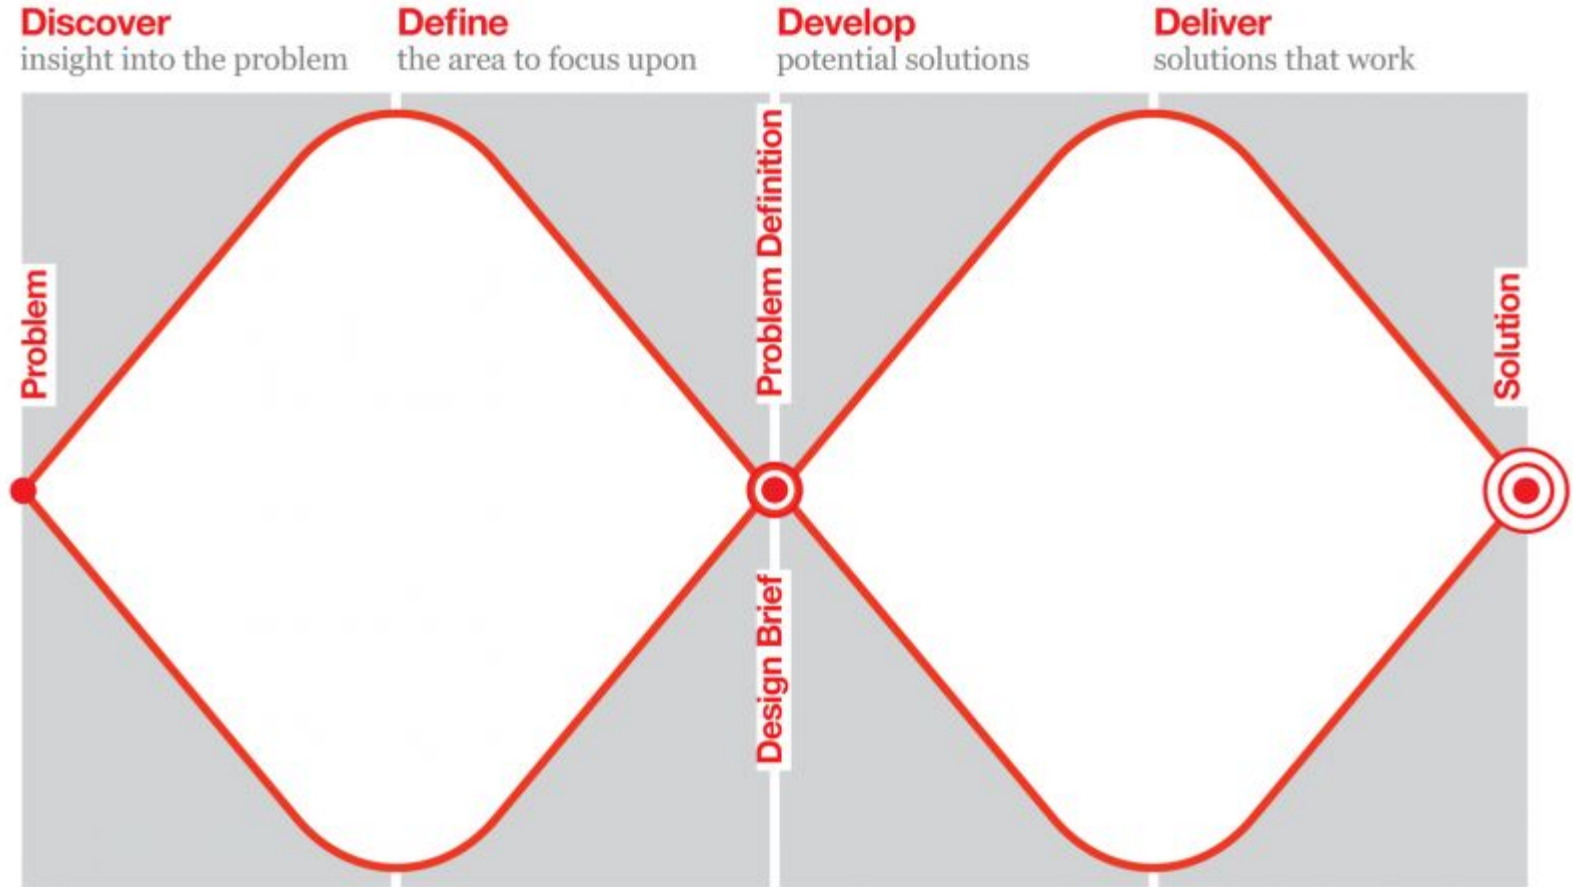 Discover
insight into the problem
Define
the area to focus upon
Develop
potential solutions
Deliver
solutions that work
Problem
Problem Definition
Design Brief
Solution